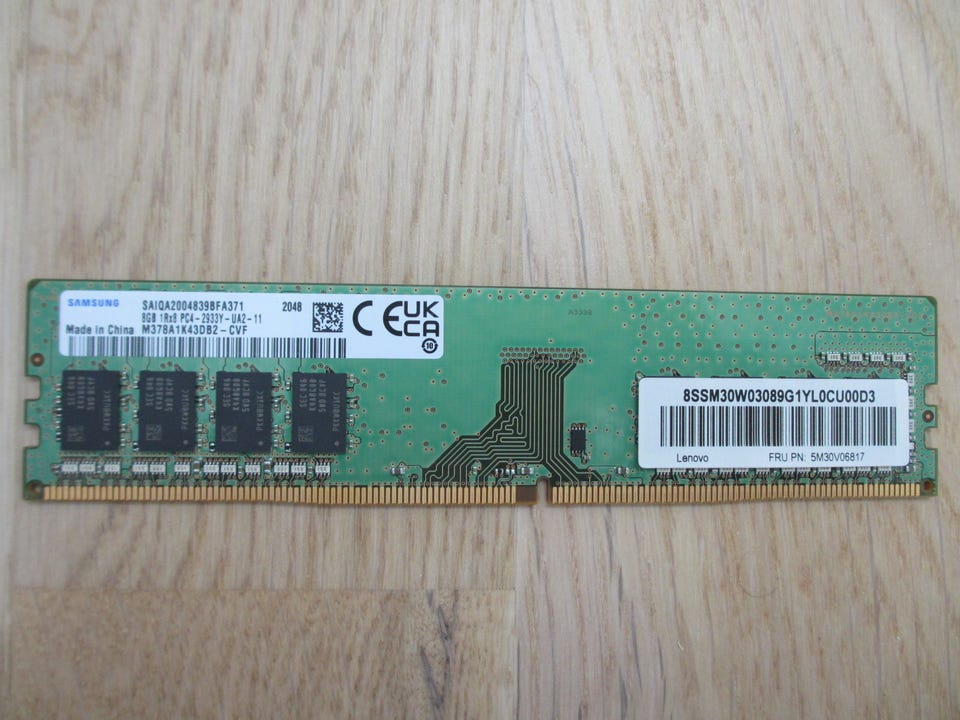 SAMSUNG
SAIQA2004839BFA371 2048
8GB 1Rx8 PC4-2933Y-UA2-11
Made in China M378A1K43DB2-CVF
CE UK
CA
10
8SSM30W03089G1YL0CU00D3
Lenovo FRU PN: 5M30V06817